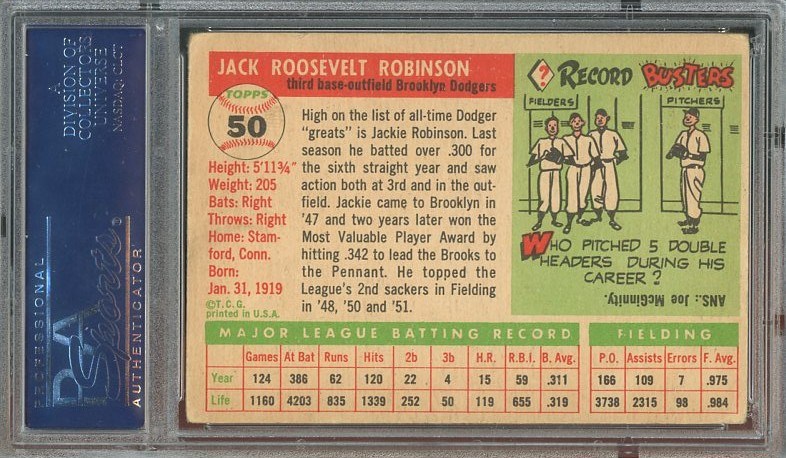 A
DIVISION OF
COLLECTORS
UNIVERSE
NASDAQ: CLCT
PROFESSIONAL
PSA
Sports®
AUTHENTICATOR
JACK ROOSEVELT ROBINSON
third base-outfield Brooklyn Dodgers
TOPPS
50
Height: 5'11¾"
Weight: 205
Bats: Right
Throws: Right
Home: Stam-
ford, Conn.
Born:
Jan. 31, 1919
©T.C.G.
printed in U.S.A.
High on the list of all-time Dodger
"greats" is Jackie Robinson. Last
season he batted over .300 for
the sixth straight year and saw
action both at 3rd and in the out-
field. Jackie came to Brooklyn in
'47 and two years later won the
Most Valuable Player Award by
hitting .342 to lead the Brooks to
the Pennant. He topped the
League's 2nd sackers in Fielding
in '48, '50 and '51.
? RECORD BUSTERS
FIELDERS
PITCHERS
WHO PITCHED 5 DOUBLE
HEADERS DURING HIS
CAREER?
ANS.: Joe McGinnity.
MAJOR LEAGUE BATTING RECORD FIELDING
Games At Bat Runs Hits 2b 3b H.R. R.B.I. B. Avg. P.O. Assists Errors F. Avg.
Year 124 386 62 120 22 4 15 59 .311 166 109 7 .975
Life 1160 4203 835 1339 252 50 119 655 .319 3738 2315 98 .984